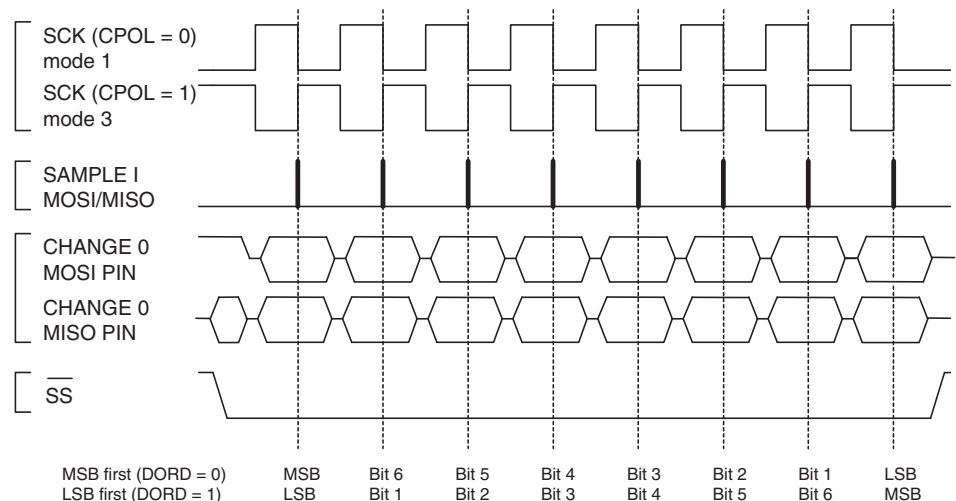 SCK (CPOL = 0)
mode 1
SCK (CPOL = 1)
mode 3
SAMPLE I
MOSI/MISO
CHANGE 0
MOSI PIN
CHANGE 0
MISO PIN
SS
MSB first (DORD = 0) MSB Bit 6 Bit 5 Bit 4 Bit 3 Bit 2 Bit 1 LSB
LSB first (DORD = 1) LSB Bit 1 Bit 2 Bit 3 Bit 4 Bit 5 Bit 6 MSB